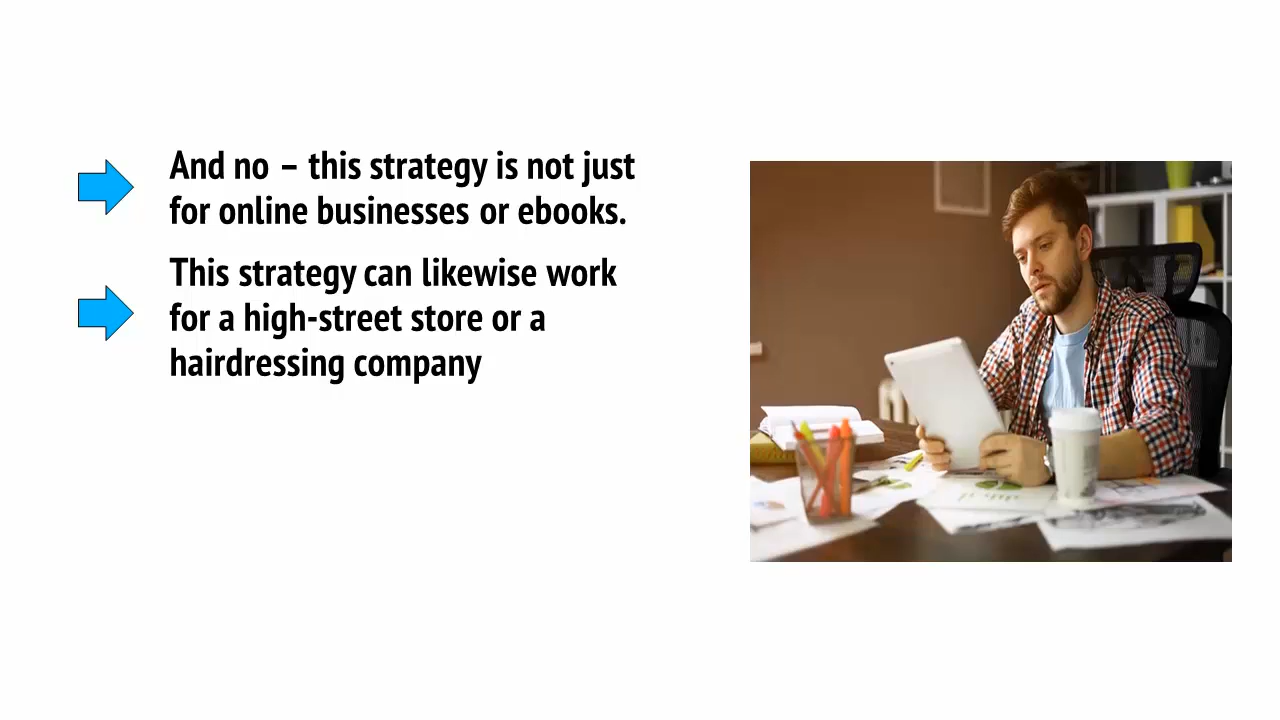 And no – this strategy is not just
for online businesses or ebooks.
This strategy can likewise work
for a high-street store or a
hairdressing company